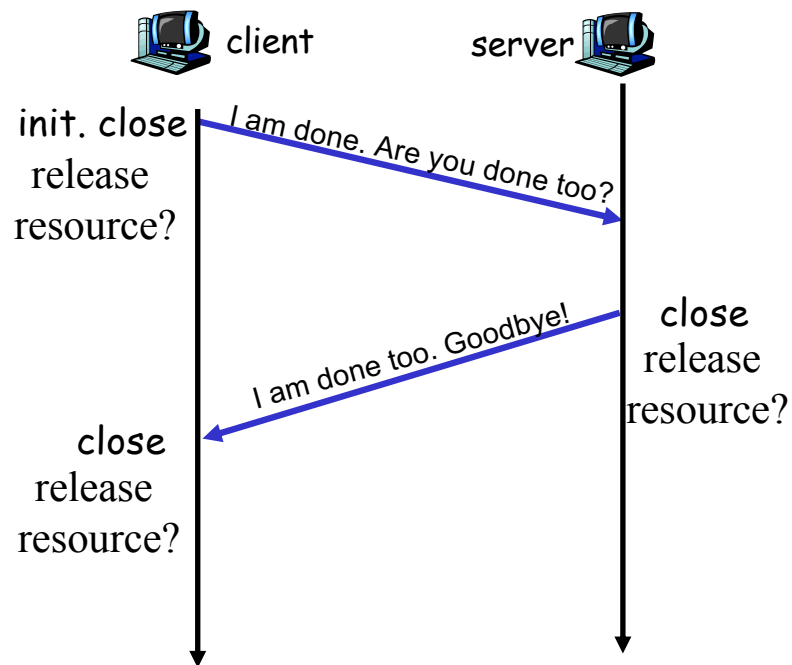 client
server
init. close
release
resource?
I am done. Are you done too?
close
release
resource?
I am done too. Goodbye!
close
release
resource?